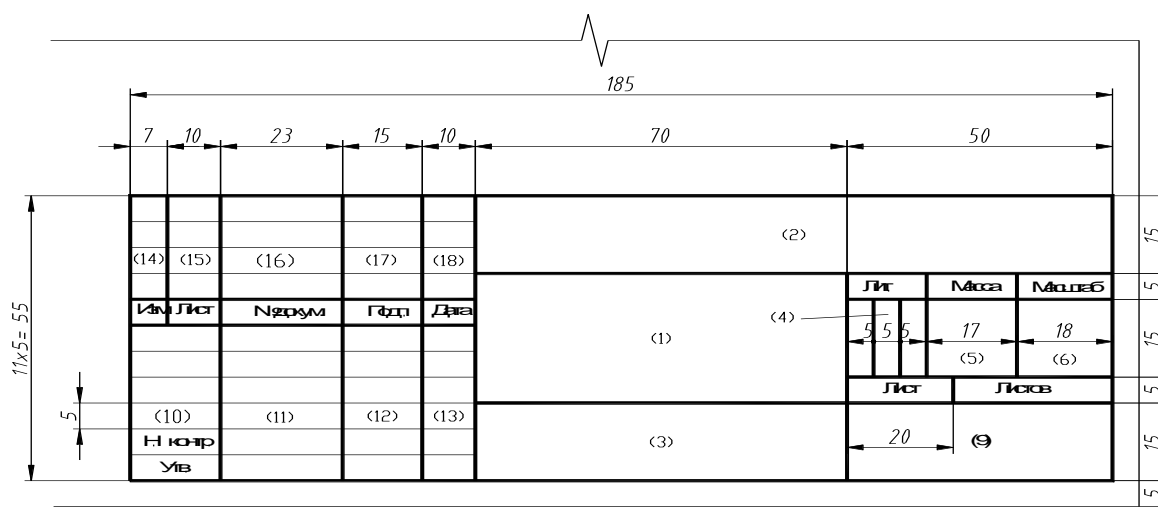 185
7 10 23 15 10 70 50
(2) 15
(14) (15) (16) (17) (18)
Лит Масса Масштаб 5
Изм Лист №докум. Подп. Дата
11x5= 55
(1) (4) 5 5 5 17 18 15
(5) (6)
Лист Листов 5
5 (10) (11) (12) (13)
Н контр (3) 20 (9) 15
Утв
5